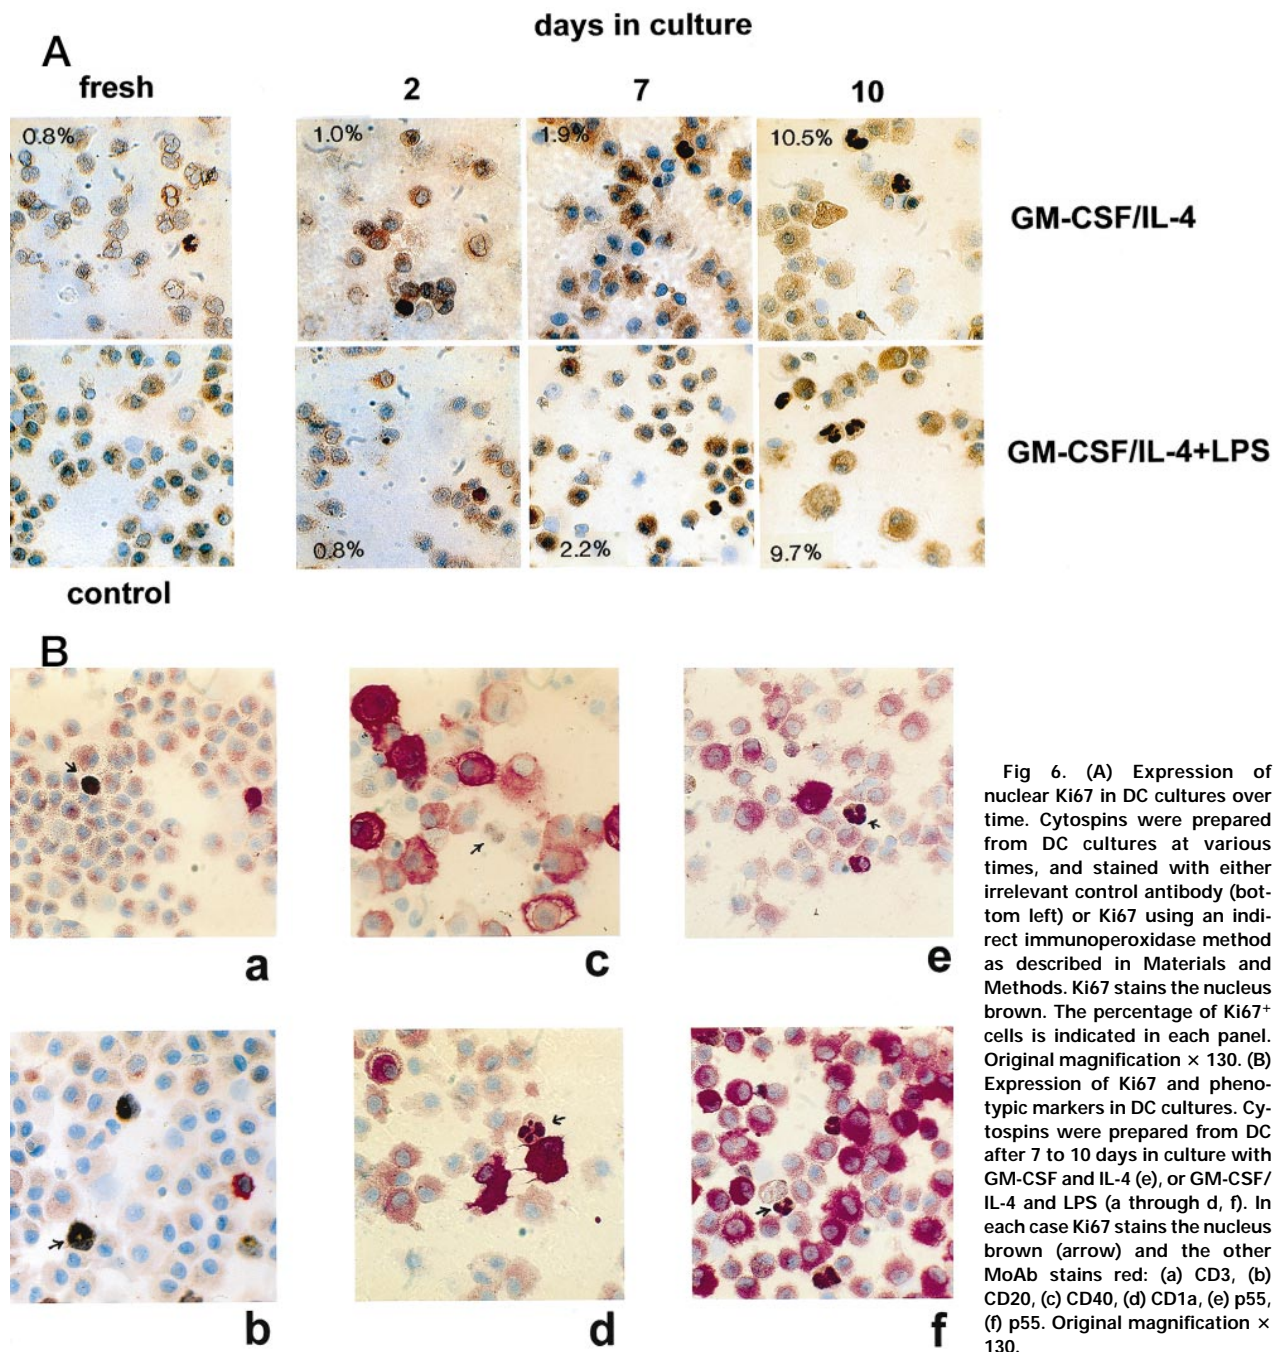 days in culture
A
fresh
2
7
10
0.8%
1.0%
1.9%
10.5%
GM-CSF/IL-4
0.8%
2.2%
9.7%
GM-CSF/IL-4+LPS
control
B
a
c
e
b
d
f
Fig 6. (A) Expression of
nuclear Ki67 in DC cultures over
time. Cytospins were prepared
from DC cultures at various
times, and stained with either
irrelevant control antibody (bot-
tom left) or Ki67 using an indi-
rect immunoperoxidase method
as described in Materials and
Methods. Ki67 stains the nucleus
brown. The percentage of Ki67+
cells is indicated in each panel.
Original magnification × 130. (B)
Expression of Ki67 and pheno-
typic markers in DC cultures. Cy-
tospins were prepared from DC
after 7 to 10 days in culture with
GM-CSF and IL-4 (e), or GM-CSF/
IL-4 and LPS (a through d, f). In
each case Ki67 stains the nucleus
brown (arrow) and the other
MoAb stains red: (a) CD3, (b)
CD20, (c) CD40, (d) CD1a, (e) p55,
(f) p55. Original magnification ×
130.